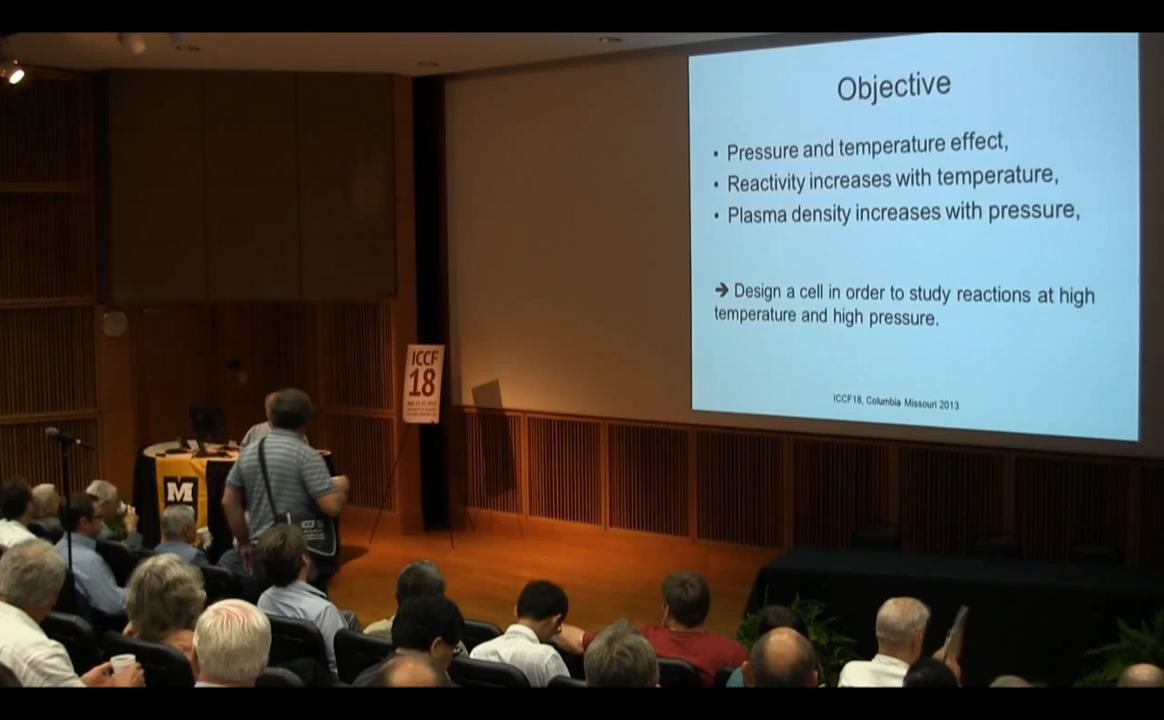 Objective
• Pressure and temperature effect,
• Reactivity increases with temperature,
• Plasma density increases with pressure,
➔ Design a cell in order to study reactions at high
temperature and high pressure.
ICCF18, Columbia Missouri 2013
ICCF
18
M